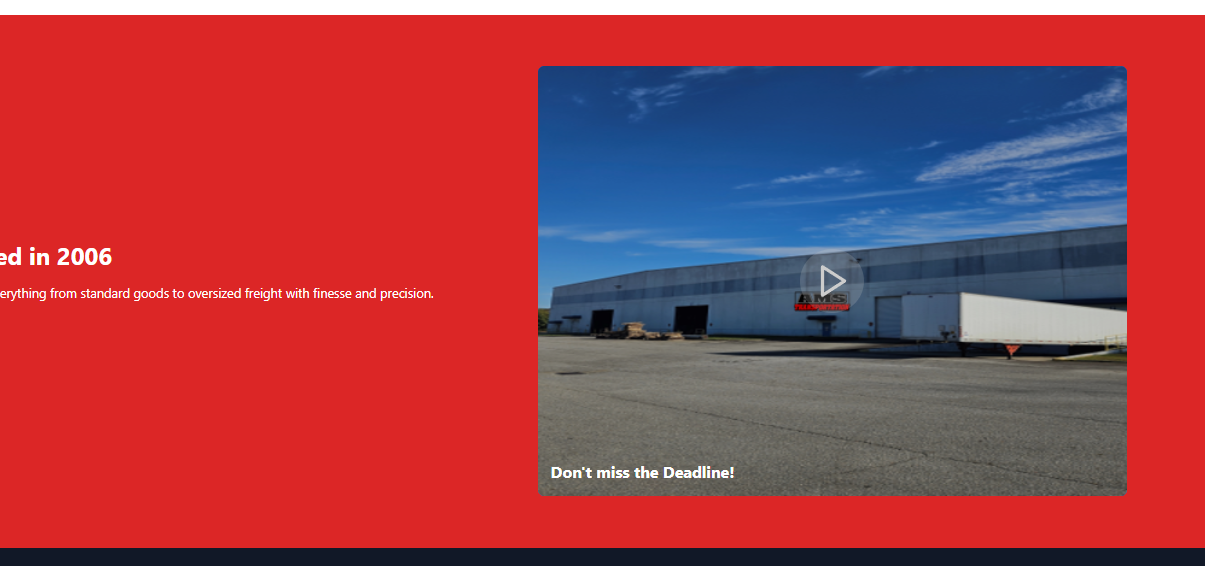 ed in 2006
erything from standard goods to oversized freight with finesse and precision.
AMS
TRANSPORTATION
Don't miss the Deadline!